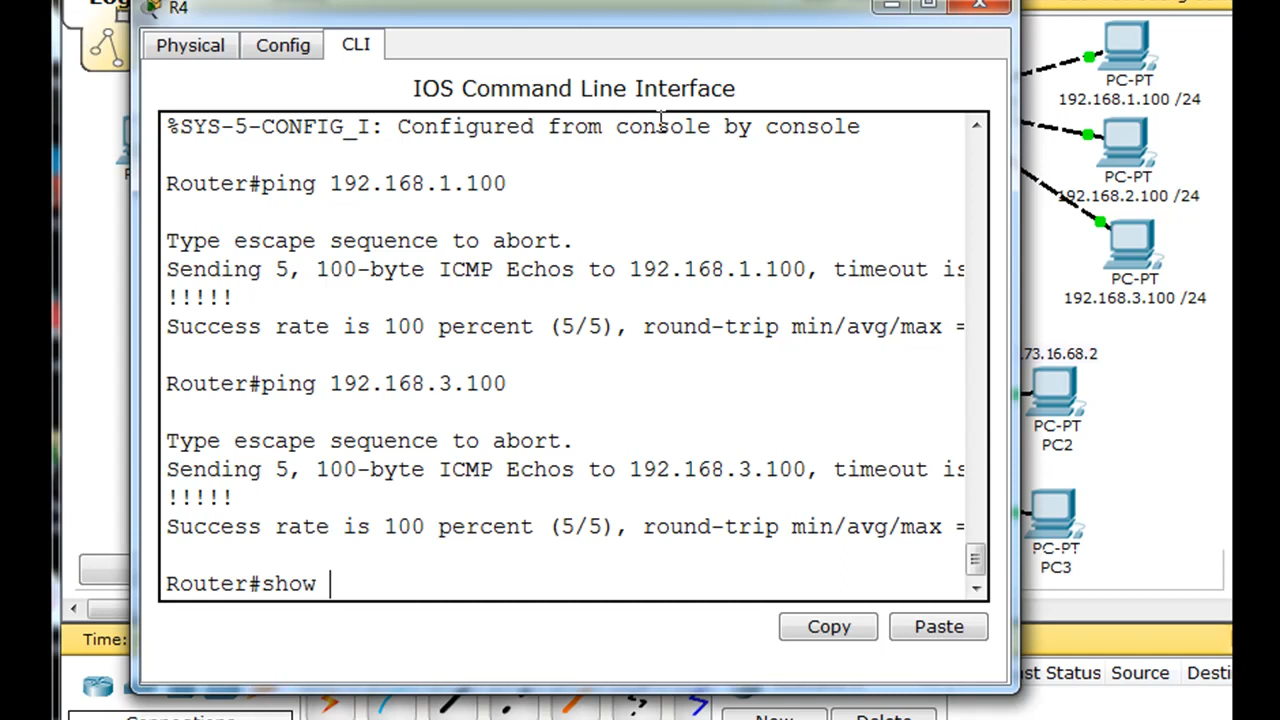 R4
Physical
Config
CLI
IOS Command Line Interface
%SYS-5-CONFIG_I: Configured from console by console
Router#ping 192.168.1.100
Type escape sequence to abort.
Sending 5, 100-byte ICMP Echos to 192.168.1.100, timeout is
!!!!!
Success rate is 100 percent (5/5), round-trip min/avg/max =
Router#ping 192.168.3.100
Type escape sequence to abort.
Sending 5, 100-byte ICMP Echos to 192.168.3.100, timeout is
!!!!!
Success rate is 100 percent (5/5), round-trip min/avg/max =
Router#show
Copy
Paste
PC-PT
192.168.1.100 /24
PC-PT
192.168.2.100 /24
PC-PT
192.168.3.100 /24
73.16.68.2
PC-PT
PC2
PC-PT
PC3
Time:
st Status
Source
Desti